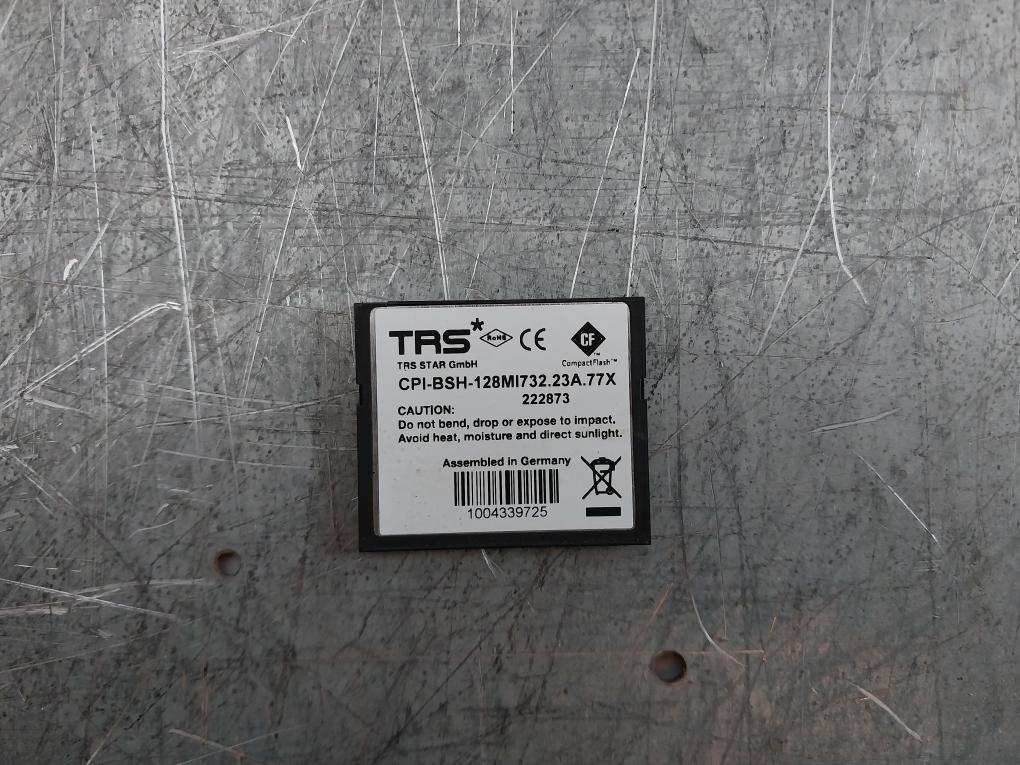 TRS* RoHS CE CF™
TRS STAR GmbH
CompactFlash™
CPI-BSH-128MI732.23A.77X
222873
CAUTION:
Do not bend, drop or expose to impact.
Avoid heat, moisture and direct sunlight.
Assembled in Germany
1004339725